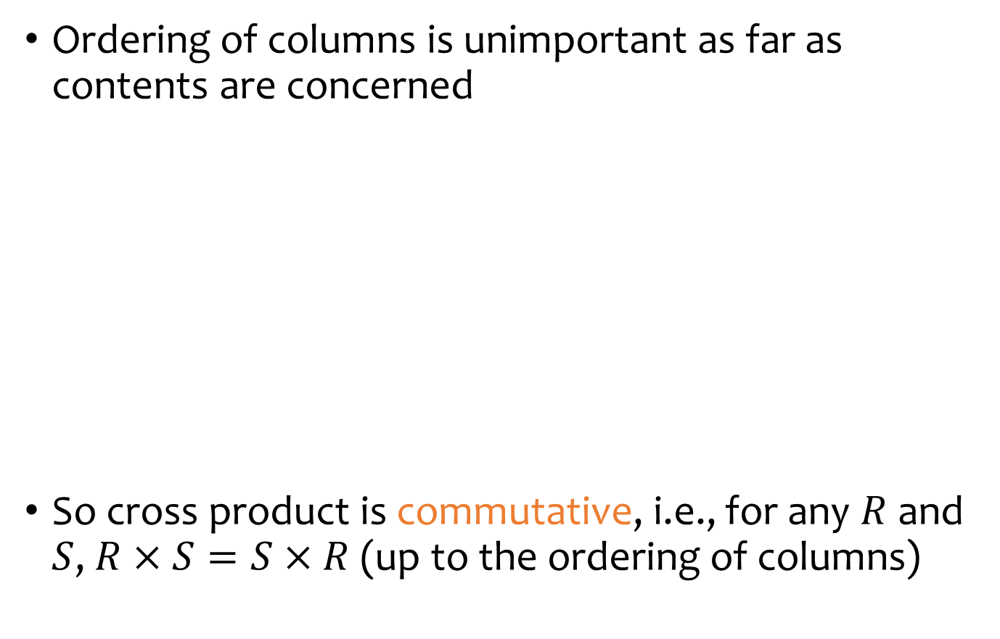 • Ordering of columns is unimportant as far as
contents are concerned
• So cross product is commutative, i.e., for any 𝑅 and
𝑆, 𝑅 × 𝑆 = 𝑆 × 𝑅 (up to the ordering of columns)